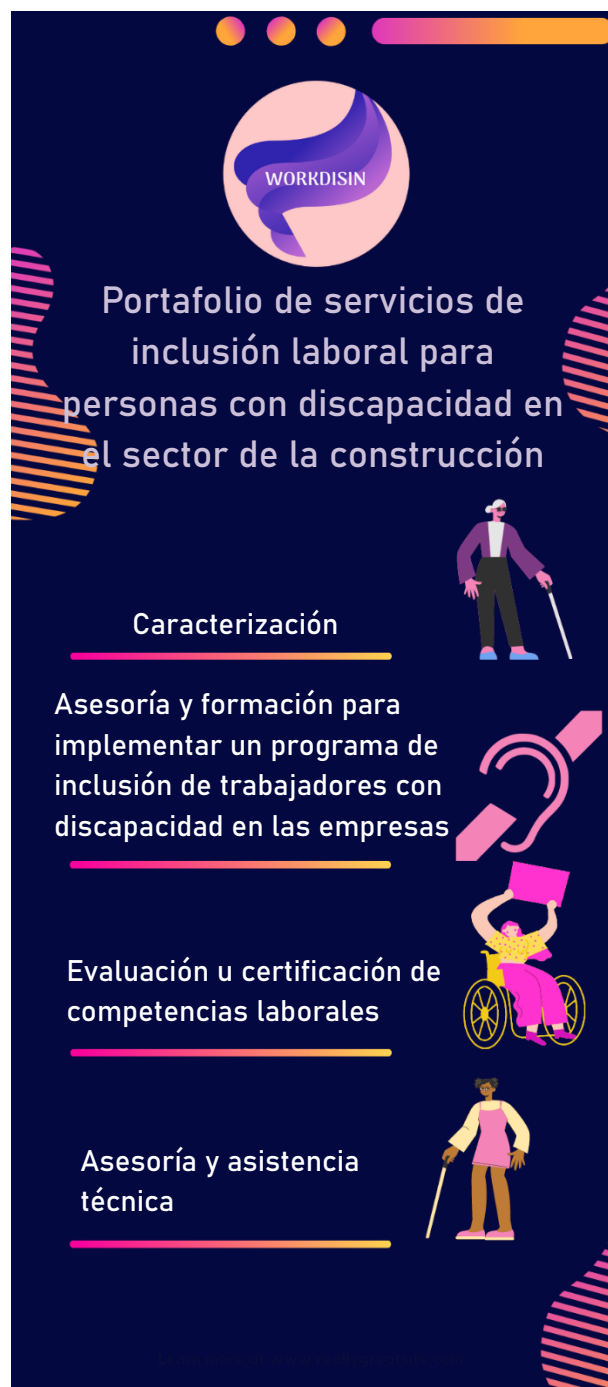 WORKDISIN
Portafolio de servicios de
inclusión laboral para
personas con discapacidad en
el sector de la construcción
Caracterización
Asesoría y formación para
implementar un programa de
inclusión de trabajadores con
discapacidad en las empresas
Evaluación u certificación de
competencias laborales
Asesoría y asistencia
técnica